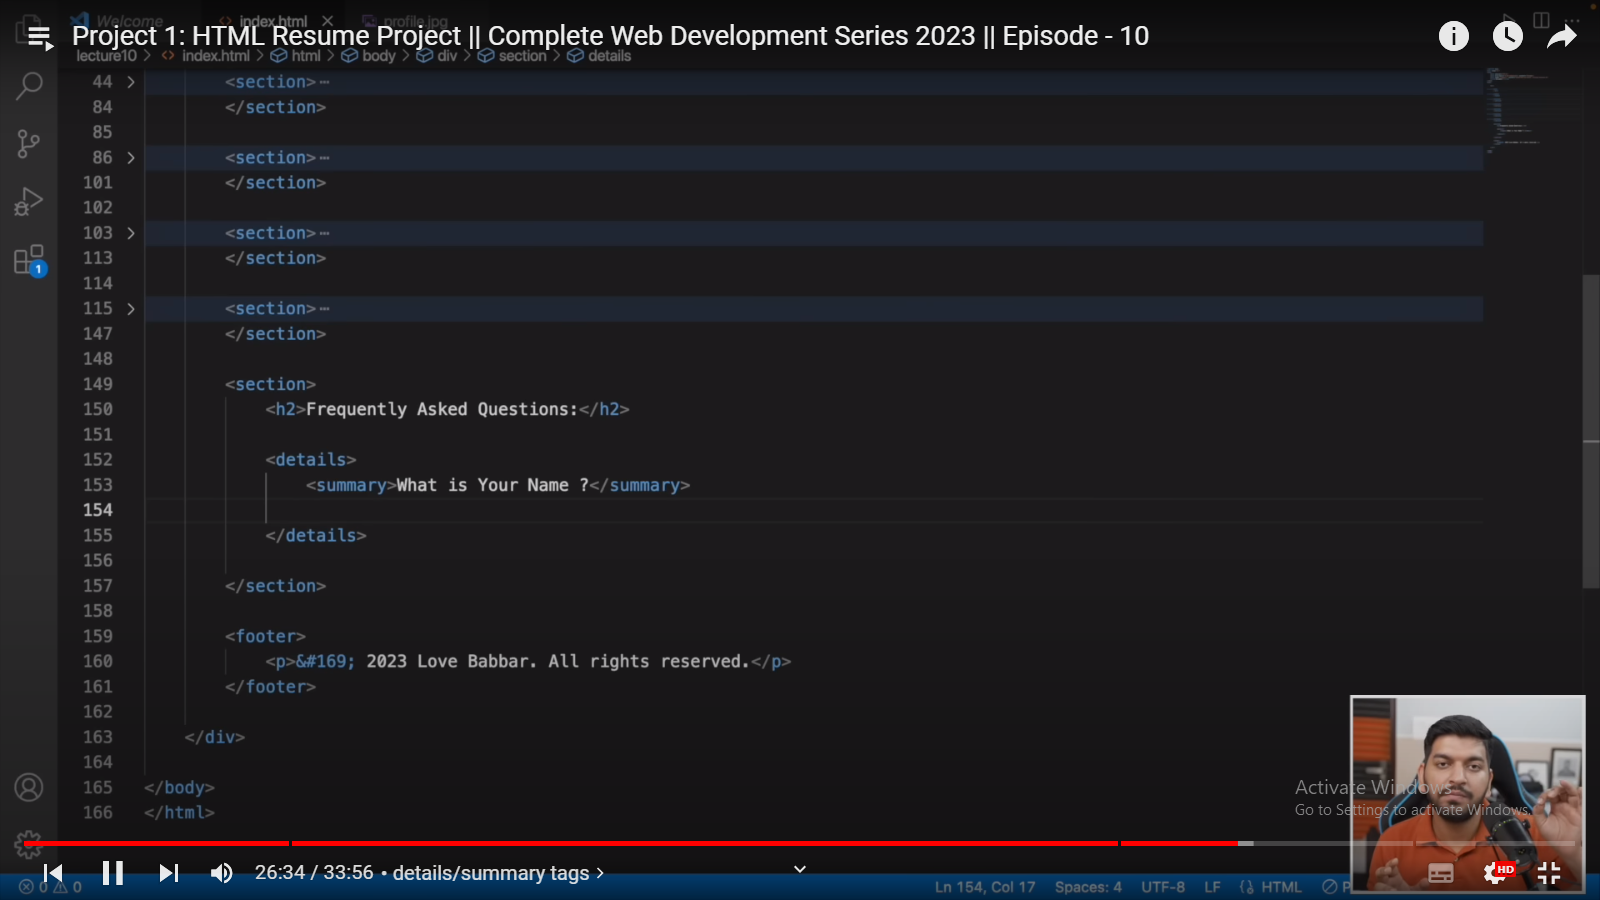 Welcome
index.html
profile.jpg
Project 1: HTML Resume Project || Complete Web Development Series 2023 || Episode - 10
lecture10 > index.html > html > body > div > section > details
44 <section>⋯
84 </section>
85
86 <section>⋯
101 </section>
102
103 <section>⋯
113 </section>
114
115 <section>⋯
147 </section>
148
149 <section>
150 <h2>Frequently Asked Questions:</h2>
151
152 <details>
153 <summary>What is Your Name ?</summary>
154
155 </details>
156
157 </section>
158
159 <footer>
160 <p>&#169; 2023 Love Babbar. All rights reserved.</p>
161 </footer>
162
163 </div>
164
165 </body>
166 </html>
1
Activate Windows
Go to Settings to activate Windows.
26:34 / 33:56 • details/summary tags >
HD
0 0
Ln 154, Col 17 Spaces: 4 UTF-8 LF {} HTML